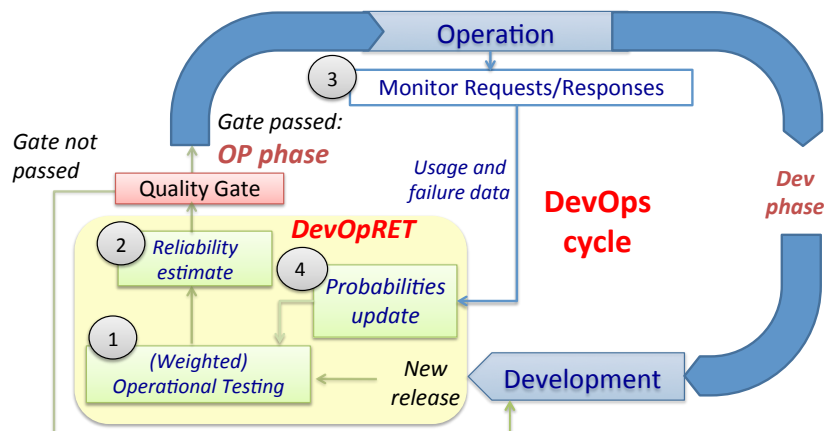 Operation
3
Monitor Requests/Responses
Gate passed:
OP phase
Gate not
passed
Quality Gate
Usage and
failure data
DevOps
cycle
Dev
phase
DevOpRET
2
Reliability
estimate
4
Probabilities
update
1
(Weighted)
Operational Testing
New
release
Development